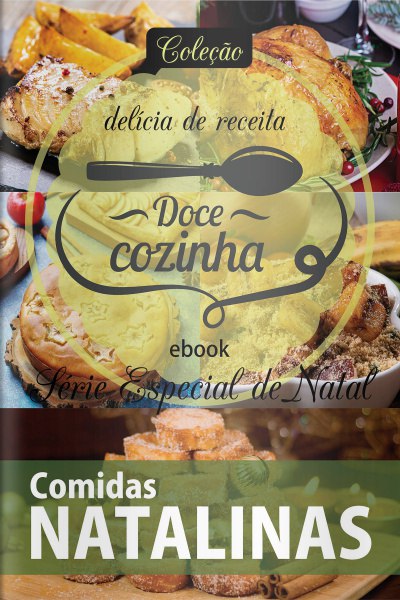 Coleção
delícia de receita
Doce
cozinha
ebook
Série Especial de Natal
Comidas
NATALINAS